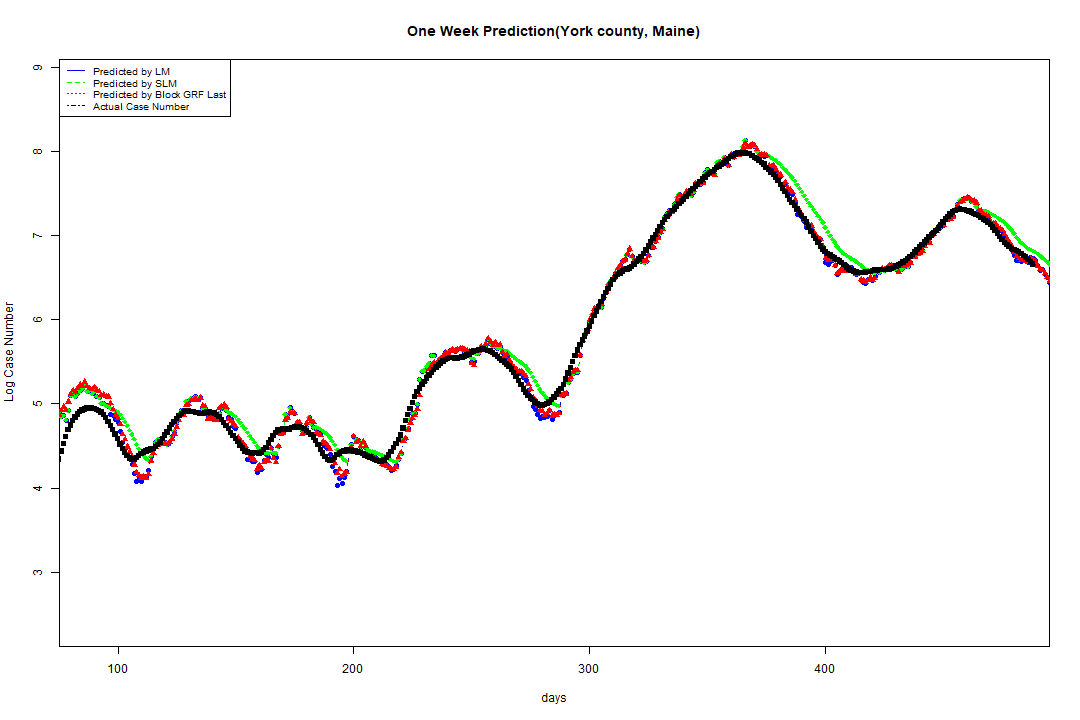 One Week Prediction(York county, Maine)
Predicted by LM
Predicted by SLM
Predicted by Block GRF Last
Actual Case Number
9
8
7
6
5
4
3
Log Case Number
100 200 300 400
days